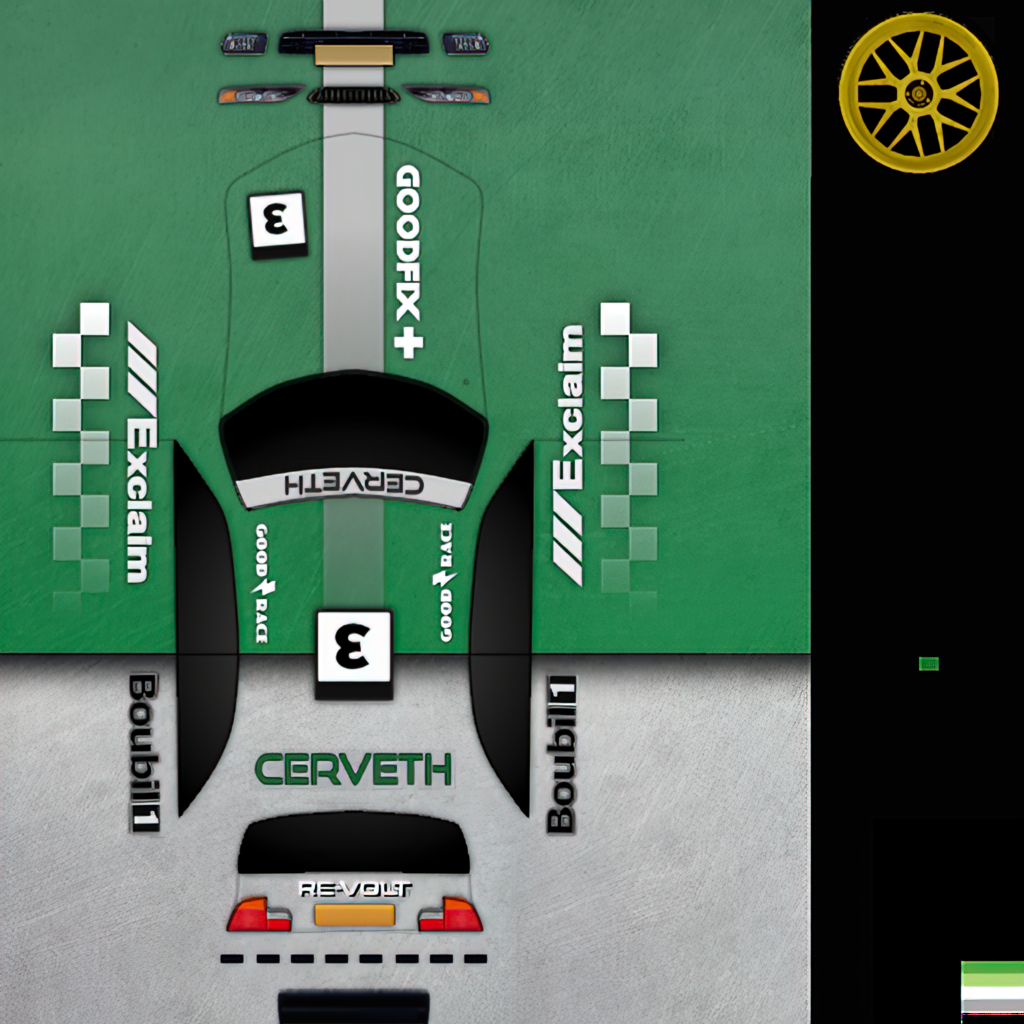 3
GOODFIX+
///Exclaim
///Exclaim
CERVETH
GOOD RACE
GOOD RACE
3
Boubil1
Boubil1
CERVETH
RE-VOLT